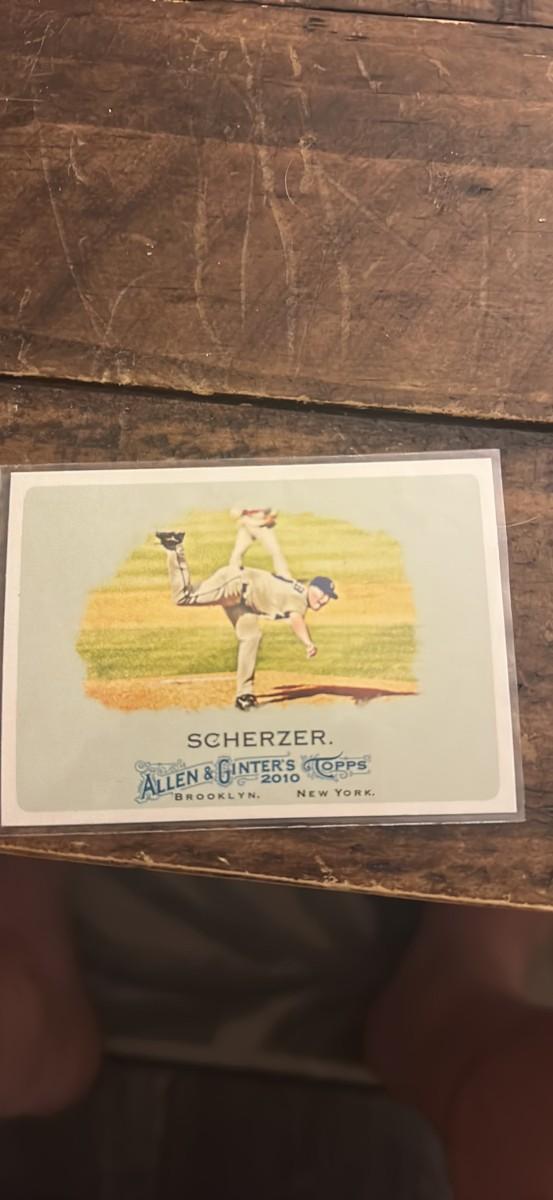 SCHERZER.
ALLEN & GINTER'S TOPPS
2010
BROOKLYN. NEW YORK.